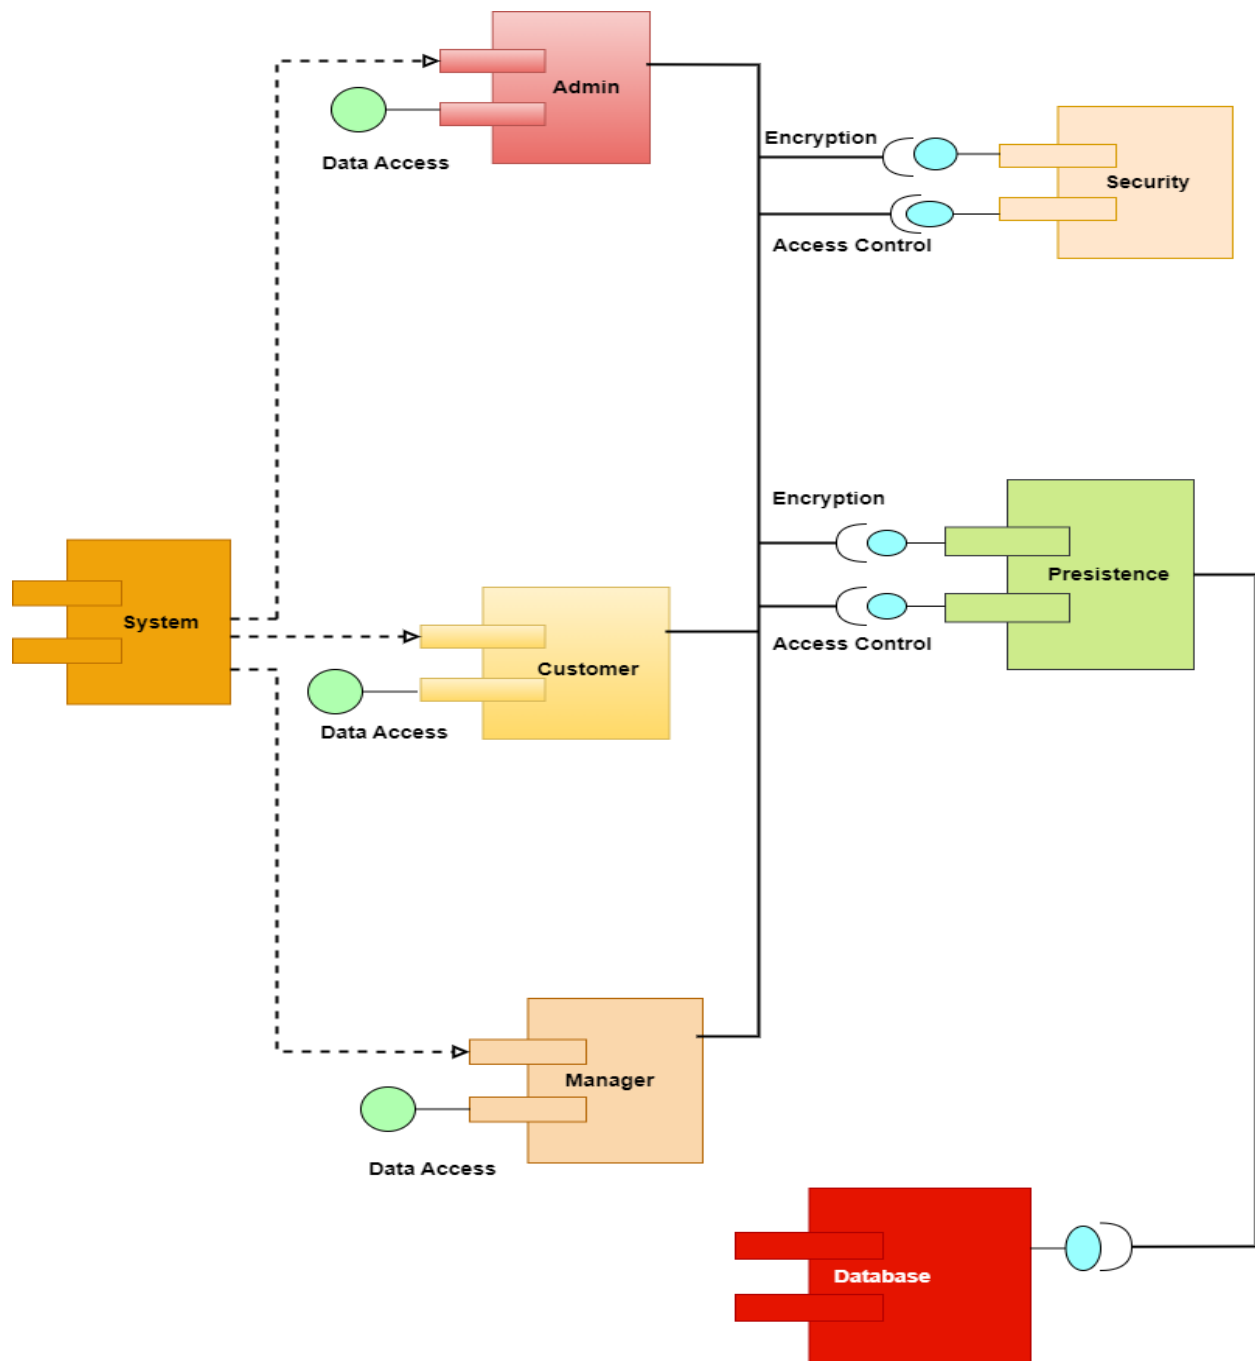 Admin
Data Access
Encryption
Security
Access Control
Encryption
Presistence
System
Customer
Access Control
Data Access
Manager
Data Access
Database